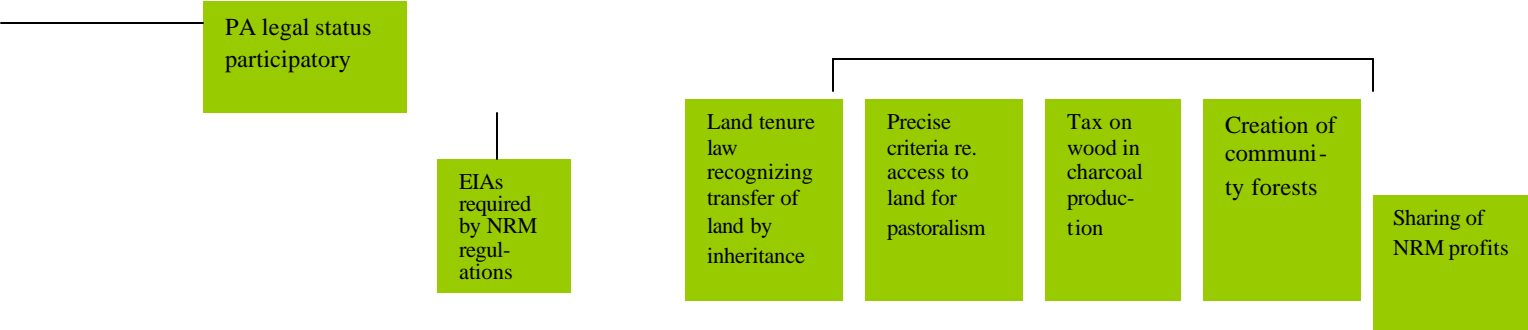 PA legal status
participatory
EIAs
required
by NRM
regul-
ations
Land tenure
law
recognizing
transfer of
land by
inheritance
Precise
criteria re.
access to
land for
pastoralism
Tax on
wood in
charcoal
produc-
tion
Creation of
communi-
ty forests
Sharing of
NRM profits